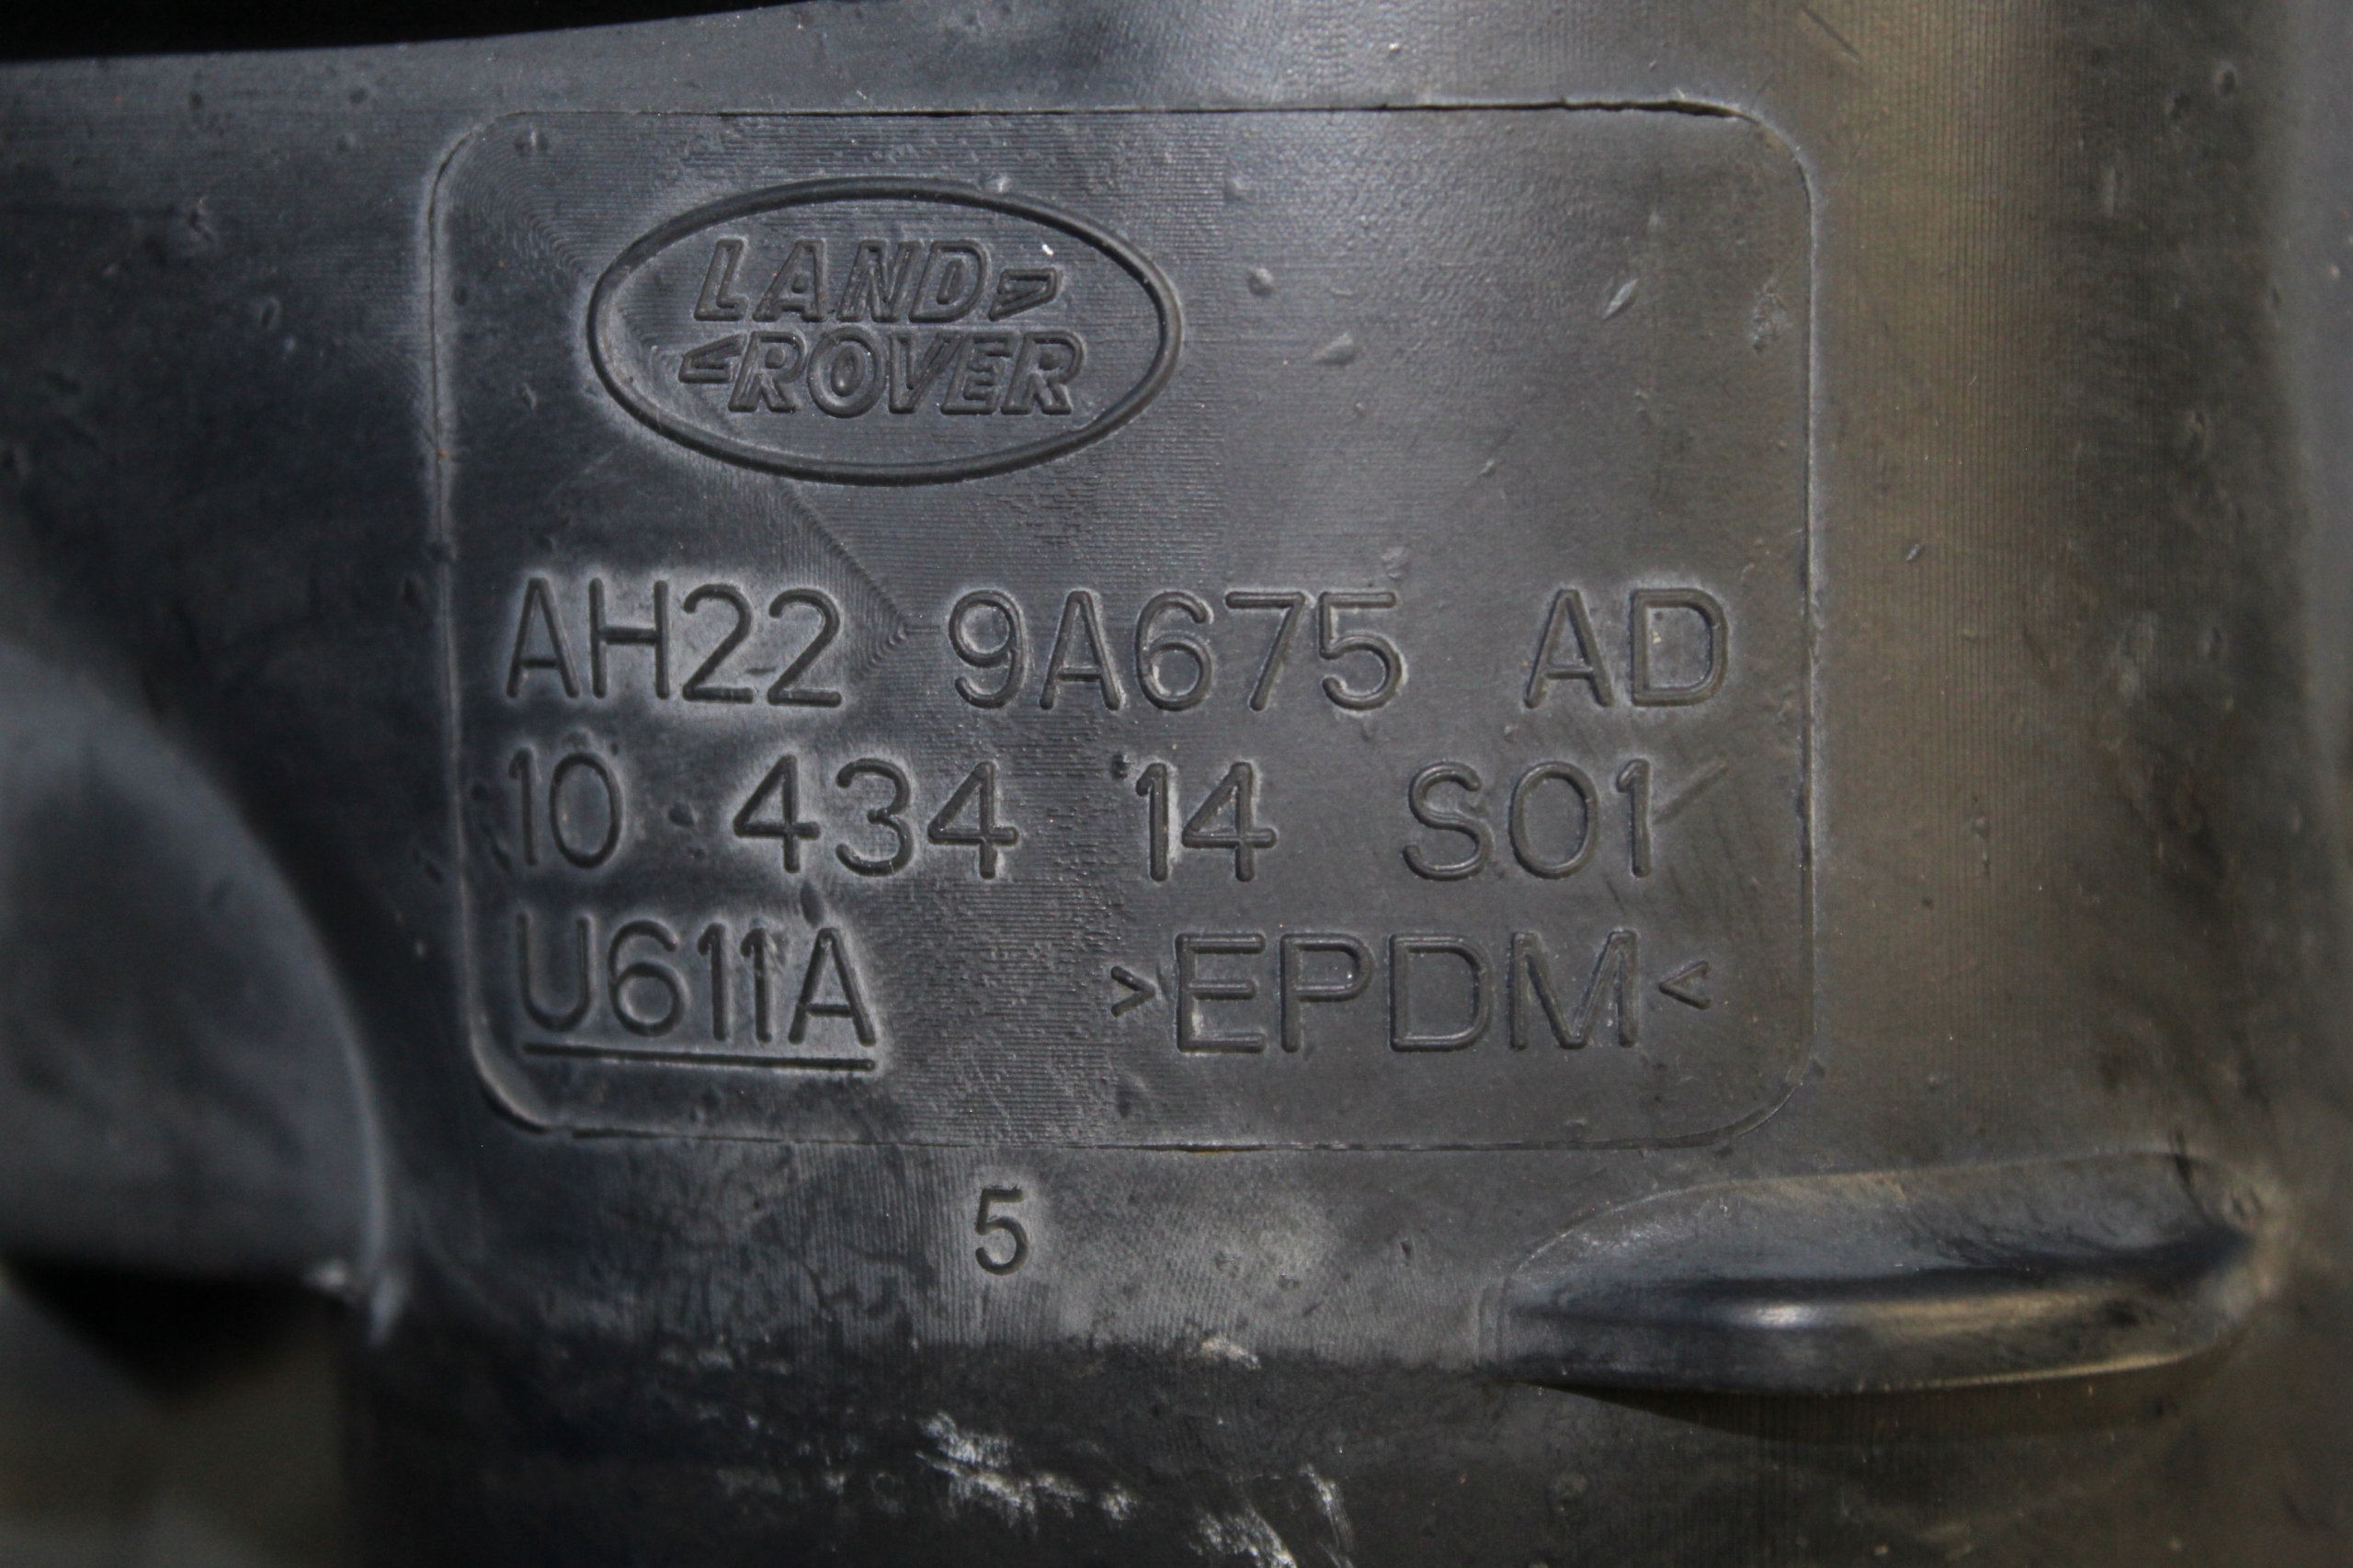 LAND
ROVER
AH22 9A675 AD
10 434 14 S01
U611A >EPDM<
5